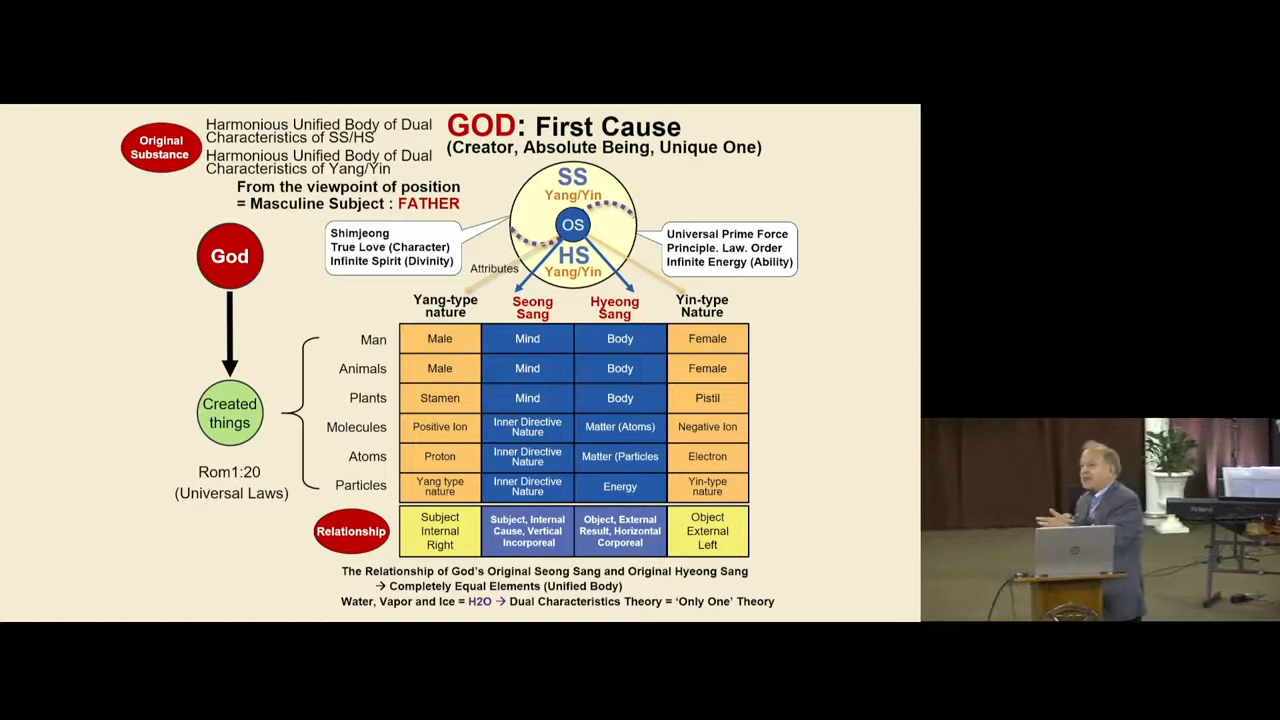 Original
Substance
Harmonious Unified Body of Dual
Characteristics of SS/HS
Harmonious Unified Body of Dual
Characteristics of Yang/Yin
From the viewpoint of position
= Masculine Subject : FATHER
GOD: First Cause
(Creator, Absolute Being, Unique One)
SS
Yang/Yin
OS
HS
Yang/Yin
Shimjeong
True Love (Character)
Infinite Spirit (Divinity)
Universal Prime Force
Principle. Law. Order
Infinite Energy (Ability)
Attributes
God
Created
things
Rom1:20
(Universal Laws)
Yang-type
nature
Seong
Sang
Hyeong
Sang
Yin-type
Nature
Man Male Mind Body Female
Animals Male Mind Body Female
Plants Stamen Mind Body Pistil
Molecules Positive Ion Inner Directive
Nature Matter (Atoms) Negative Ion
Atoms Proton Inner Directive
Nature Matter (Particles Electron
Particles Yang type
nature Inner Directive
Nature Energy Yin-type
nature
Relationship
Subject
Internal
Right
Subject, Internal
Cause, Vertical
Incorporeal
Object, External
Result, Horizontal
Corporeal
Object
External
Left
The Relationship of God's Original Seong Sang and Original Hyeong Sang
→ Completely Equal Elements (Unified Body)
Water, Vapor and Ice = H2O → Dual Characteristics Theory = 'Only One' Theory
Roland